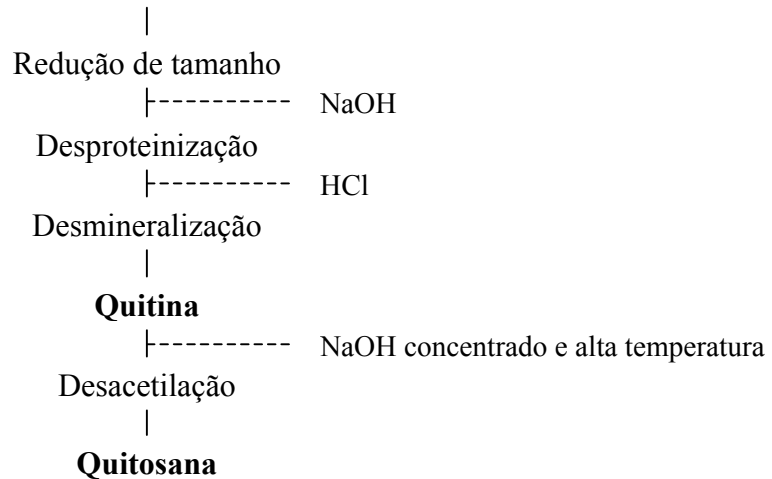 Redução de tamanho
NaOH
Desproteinização
HCl
Desmineralização
Quitina
NaOH concentrado e alta temperatura
Desacetilação
Quitosana